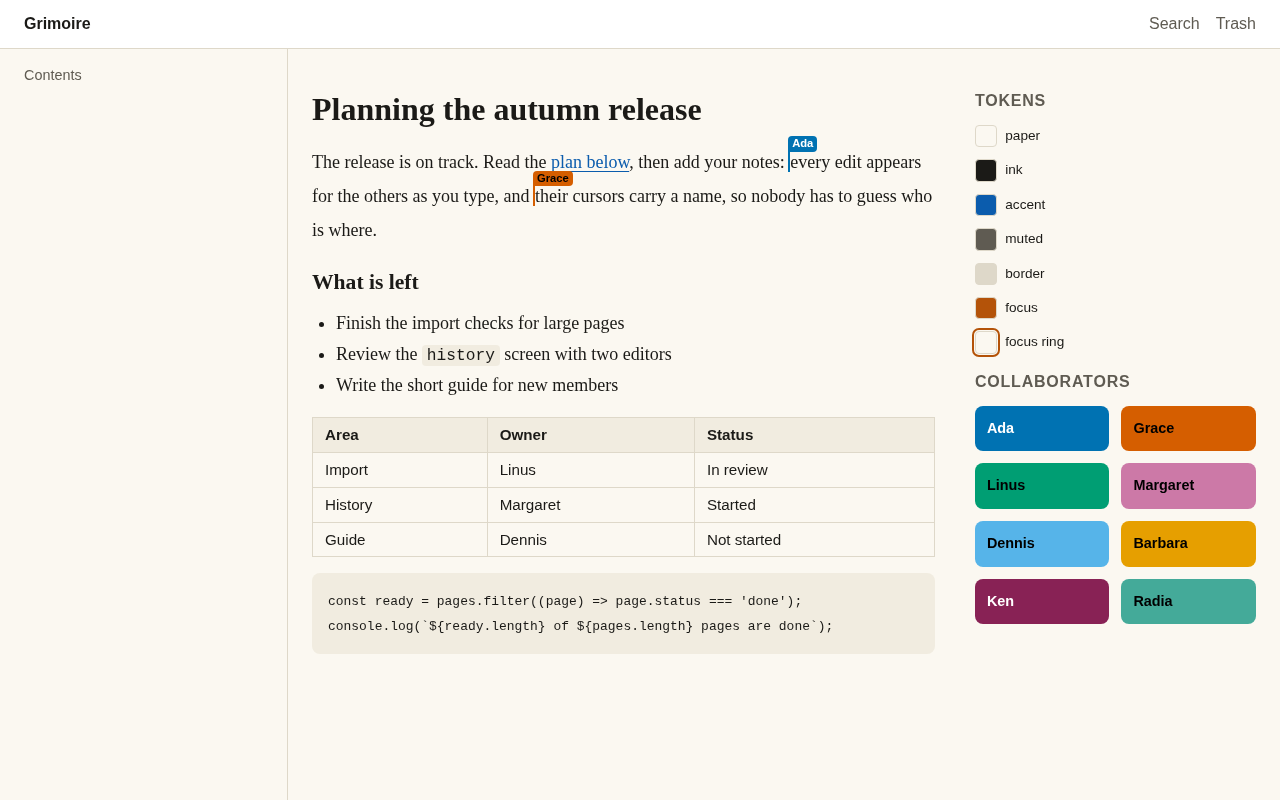 Grimoire
Search Trash
Contents
Planning the autumn release
Ada
The release is on track. Read the plan below, then add your notes: every edit appears
Grace
for the others as you type, and their cursors carry a name, so nobody has to guess who
is where.
What is left
• Finish the import checks for large pages
• Review the history screen with two editors
• Write the short guide for new members
Area Owner Status
Import Linus In review
History Margaret Started
Guide Dennis Not started
const ready = pages.filter((page) => page.status === 'done');
console.log(`${ready.length} of ${pages.length} pages are done`);
TOKENS
paper
ink
accent
muted
border
focus
focus ring
COLLABORATORS
Ada Grace
Linus Margaret
Dennis Barbara
Ken Radia